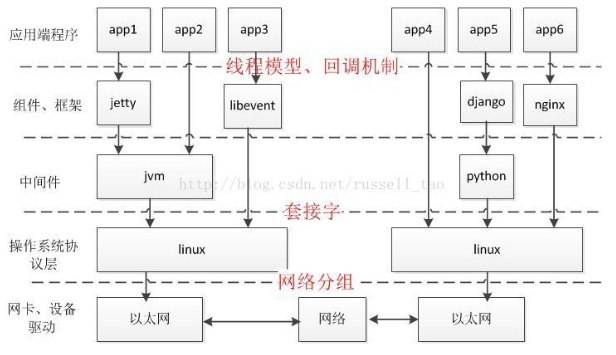 应用端程序 app1 app2 app3 app4 app5 app6
线程模型、回调机制
组件、框架 jetty libevent django nginx
中间件 jvm python
http://blog.csdn.net/russell_tao
套接字
操作系统协议层 linux linux
网络分组
网卡、设备驱动 以太网 网络 以太网